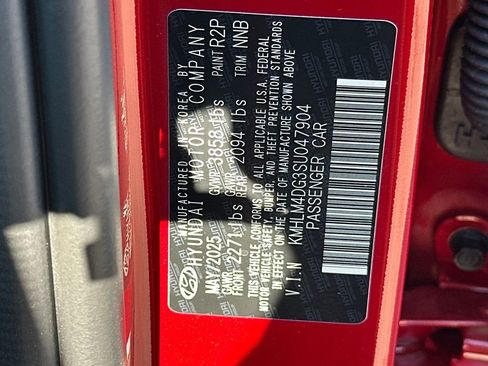 MANUFACTURED IN KOREA BY
HYUNDAI MOTOR COMPANY
MAY/2025 GVWR 3858 lbs PAINT R2P
GAWR FRONT 2271 lbs GAWR REAR 2094 lbs TRIM NNB
THIS VEHICLE CONFORMS TO ALL APPLICABLE U.S.A. FEDERAL
MOTOR VEHICLE SAFETY, BUMPER, AND THEFT PREVENTION STANDARDS
IN EFFECT ON THE DATE OF MANUFACTURE SHOWN ABOVE
V.I.N KMHLM4DG3SU047904
PASSENGER CAR